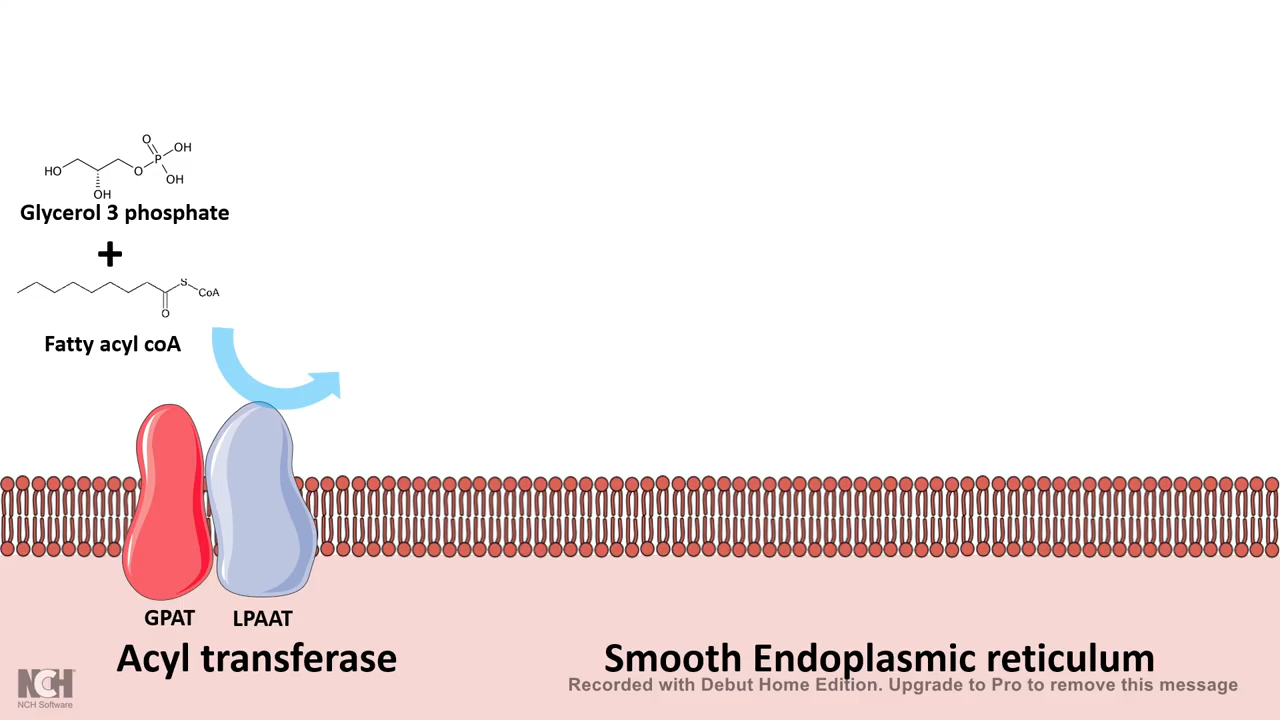 O
P
OH
HO
O
OH
OH
Glycerol 3 phosphate
+
S
CoA
O
Fatty acyl coA
GPAT LPAAT
Acyl transferase
Smooth Endoplasmic reticulum
Recorded with Debut Home Edition. Upgrade to Pro to remove this message
NCH
NCH Software